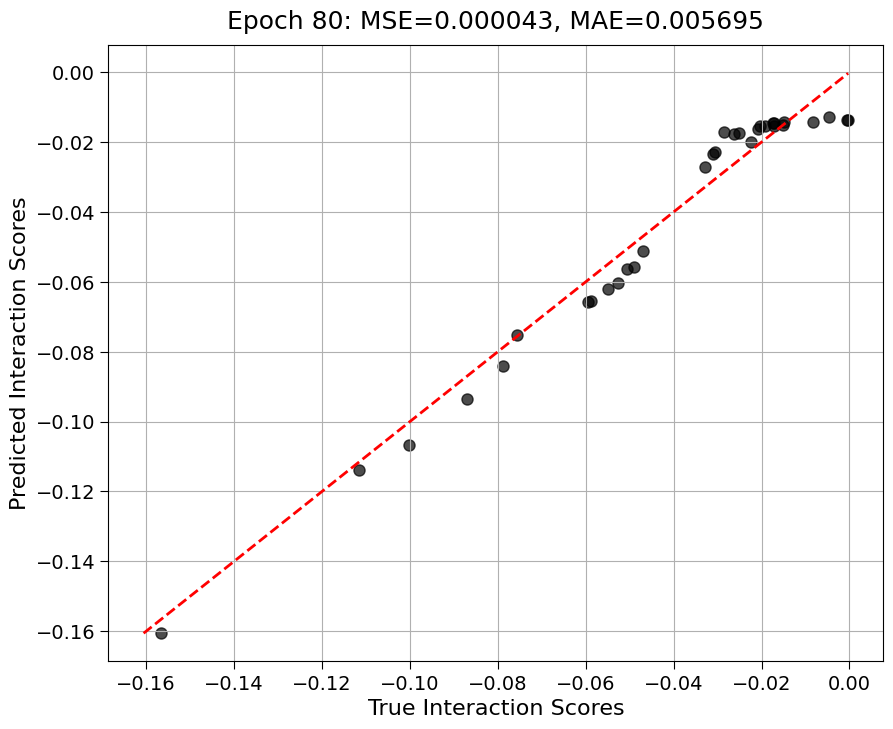 Epoch 80: MSE=0.000043, MAE=0.005695
0.00
−0.02
−0.04
−0.06
−0.08
−0.10
−0.12
−0.14
−0.16
Predicted Interaction Scores
−0.16 −0.14 −0.12 −0.10 −0.08 −0.06 −0.04 −0.02 0.00
True Interaction Scores